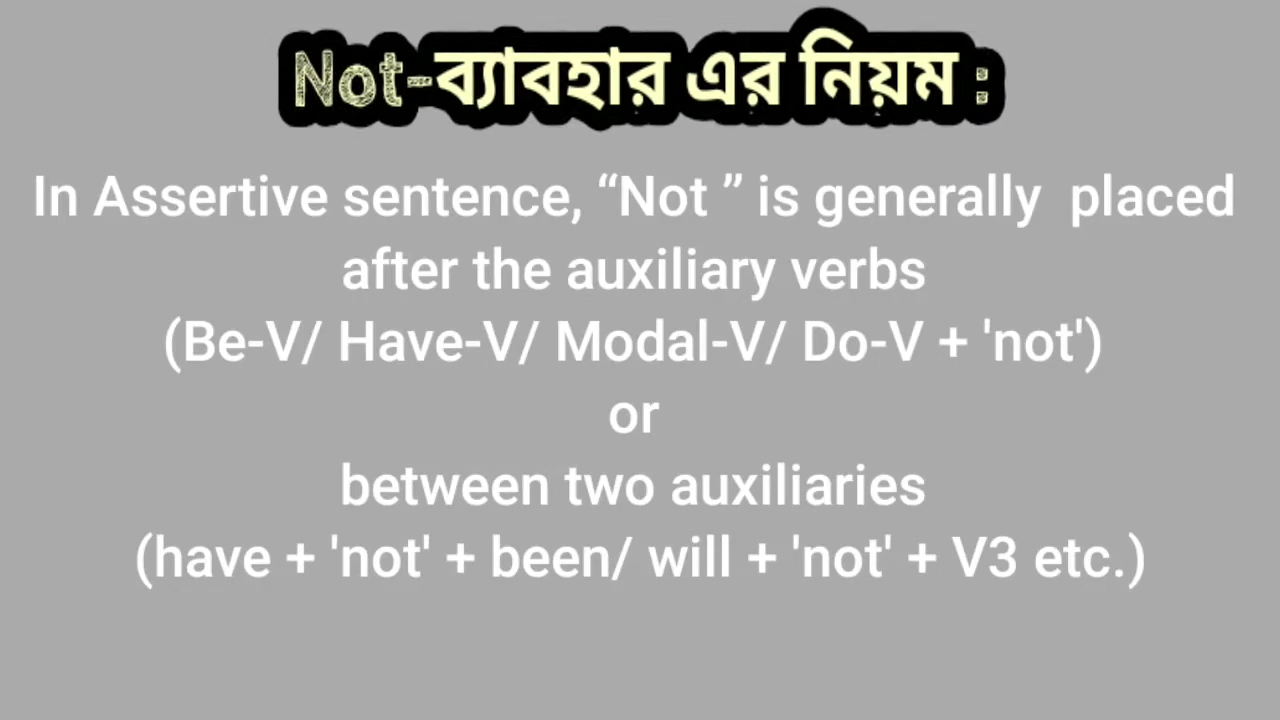 Not-ব্যাবহার এর নিয়ম :
In Assertive sentence, “Not ” is generally  placed
after the auxiliary verbs
(Be-V/ Have-V/ Modal-V/ Do-V + 'not')
or
between two auxiliaries
(have + 'not' + been/ will + 'not' + V3 etc.)